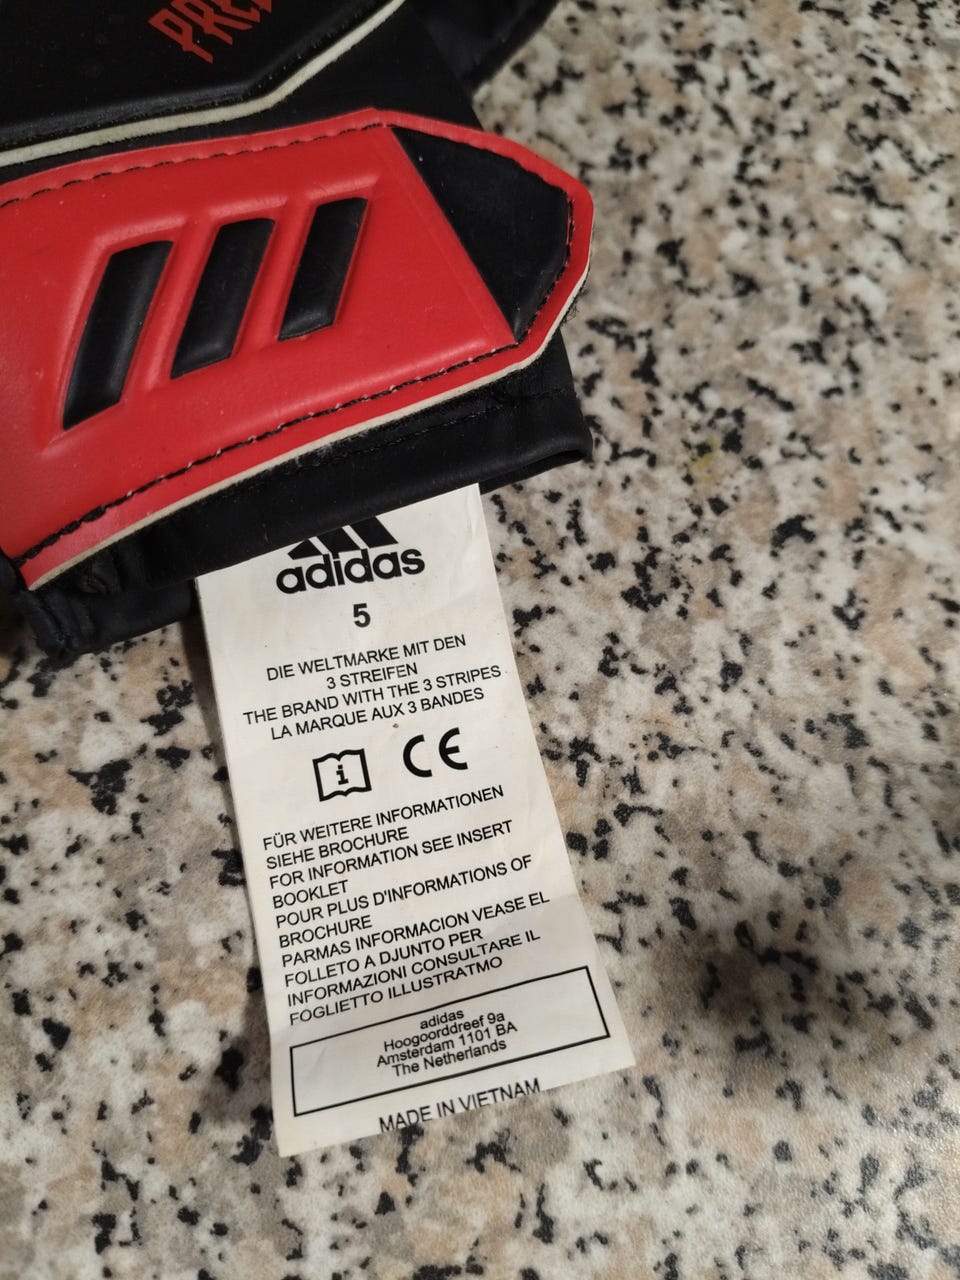 adidas
5
DIE WELTMARKE MIT DEN
3 STREIFEN
THE BRAND WITH THE 3 STRIPES
LA MARQUE AUX 3 BANDES
i CE
FÜR WEITERE INFORMATIONEN
SIEHE BROCHURE
FOR INFORMATION SEE INSERT
BOOKLET
POUR PLUS D'INFORMATIONS OF
BROCHURE
PARMAS INFORMACION VEASE EL
FOLLETO A DJUNTO PER
INFORMAZIONI CONSULTARE IL
FOGLIETTO ILLUSTRATMO
adidas
Hoogoorddreef 9a
Amsterdam 1101 BA
The Netherlands
MADE IN VIETNAM